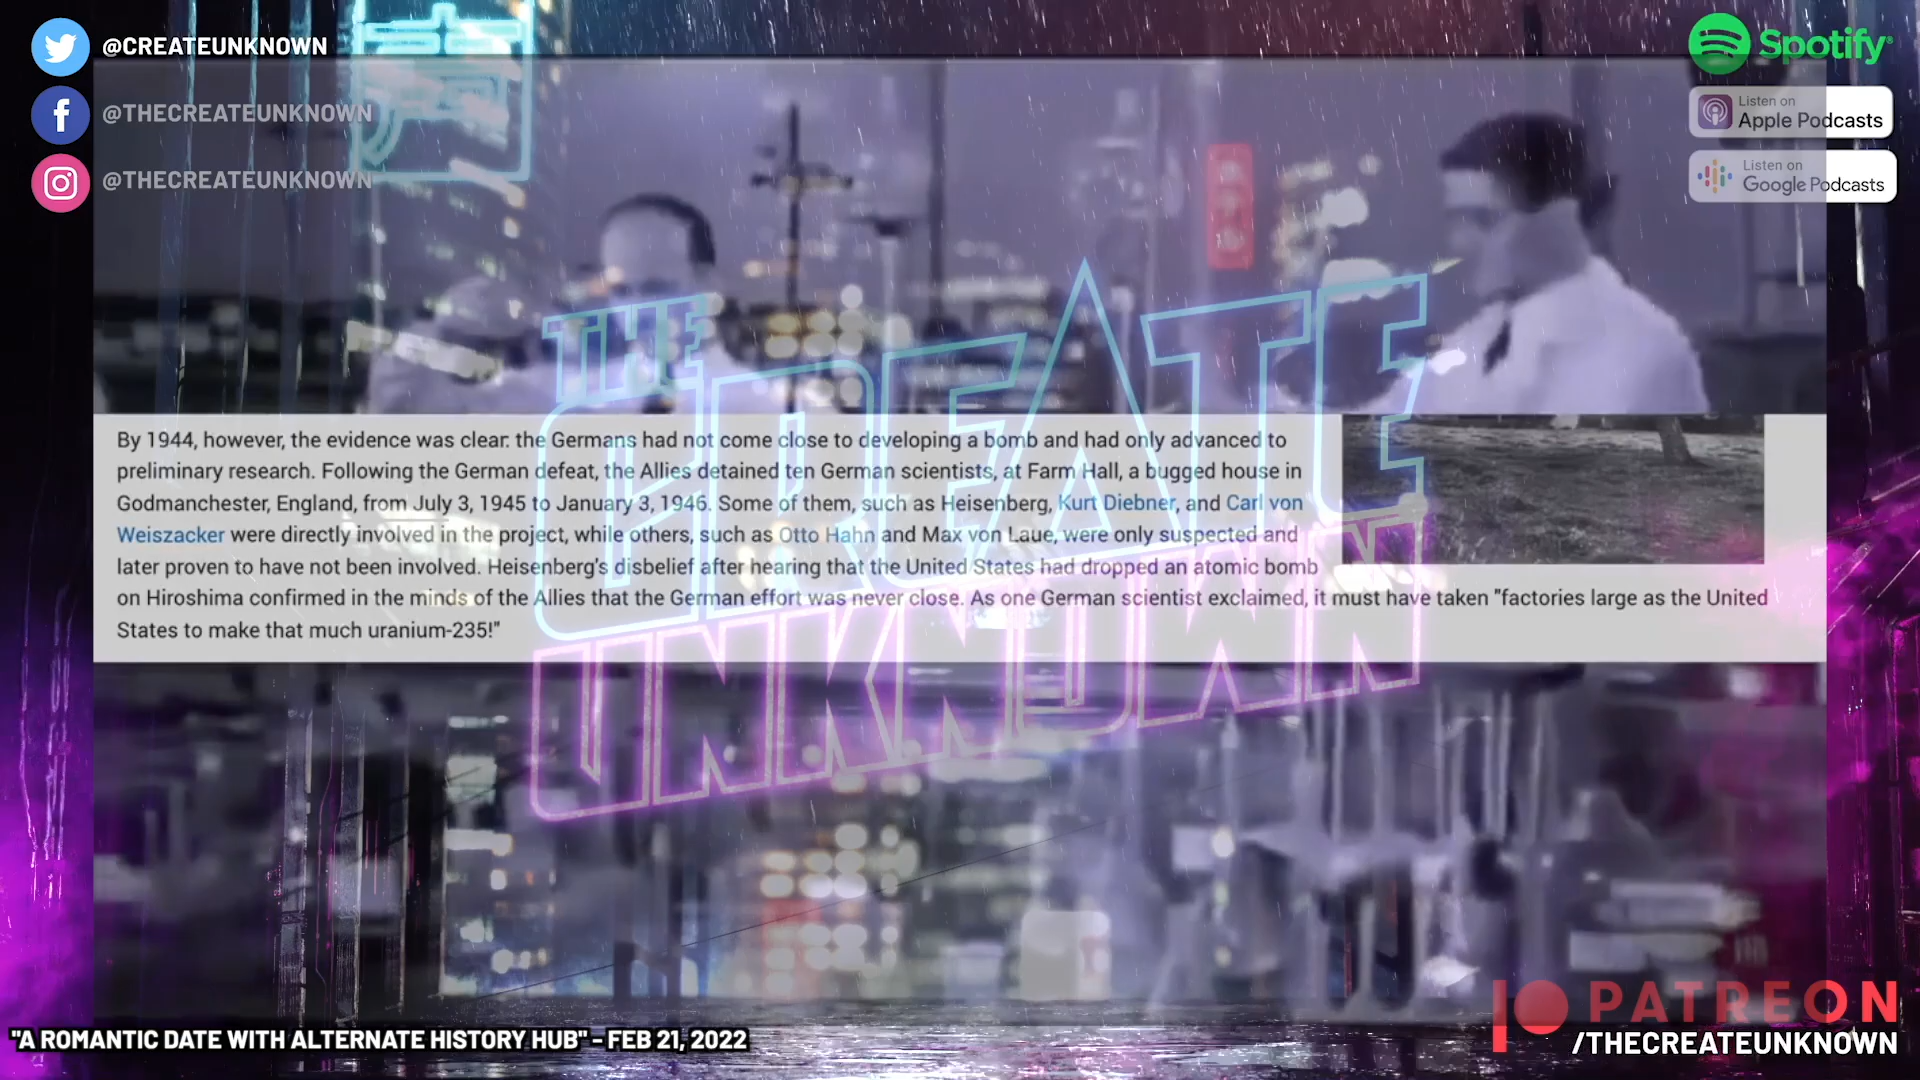 @CREATEUNKNOWN
@THECREATEUNKNOWN
@THECREATEUNKNOWN
Spotify®
Listen on
Apple Podcasts
Listen on
Google Podcasts
THE
CREATE
UNKNOWN
By 1944, however, the evidence was clear: the Germans had not come close to developing a bomb and had only advanced to
preliminary research. Following the German defeat, the Allies detained ten German scientists, at Farm Hall, a bugged house in
Godmanchester, England, from July 3, 1945 to January 3, 1946. Some of them, such as Heisenberg, Kurt Diebner, and Carl von
Weiszacker were directly involved in the project, while others, such as Otto Hahn and Max von Laue, were only suspected and
later proven to have not been involved. Heisenberg's disbelief after hearing that the United States had dropped an atomic bomb
on Hiroshima confirmed in the minds of the Allies that the German effort was never close. As one German scientist exclaimed, it must have taken "factories large as the United
States to make that much uranium-235!"
"A ROMANTIC DATE WITH ALTERNATE HISTORY HUB" - FEB 21, 2022
PATREON
/THECREATEUNKNOWN